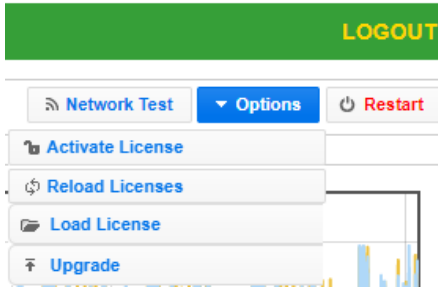 LOGOUT
Network Test
Options
Restart
Activate License
Reload Licenses
Load License
Upgrade